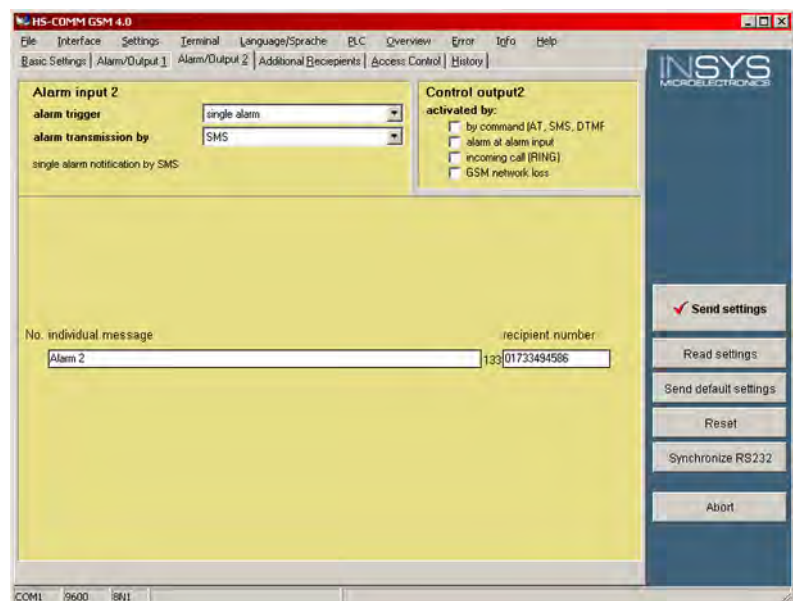 HS-COMM GSM 4.0
File Interface Settings Terminal Language/Sprache PLC Overview Error Info Help
Basic Settings Alarm/Output 1 Alarm/Output 2 Additional Reciepients Access Control History
INSYS
MICROELECTRONICS
Alarm input 2
alarm trigger single alarm
alarm transmission by SMS
single alarm notification by SMS
Control output2
activated by:
by command (AT, SMS, DTMF
alarm at alarm input
incoming call (RING)
GSM network loss
No. individual message recipient number
Alarm 2 133 01733494586
Send settings
Read settings
Send default settings
Reset
Synchronize RS232
Abort
COM1 9600 8N1